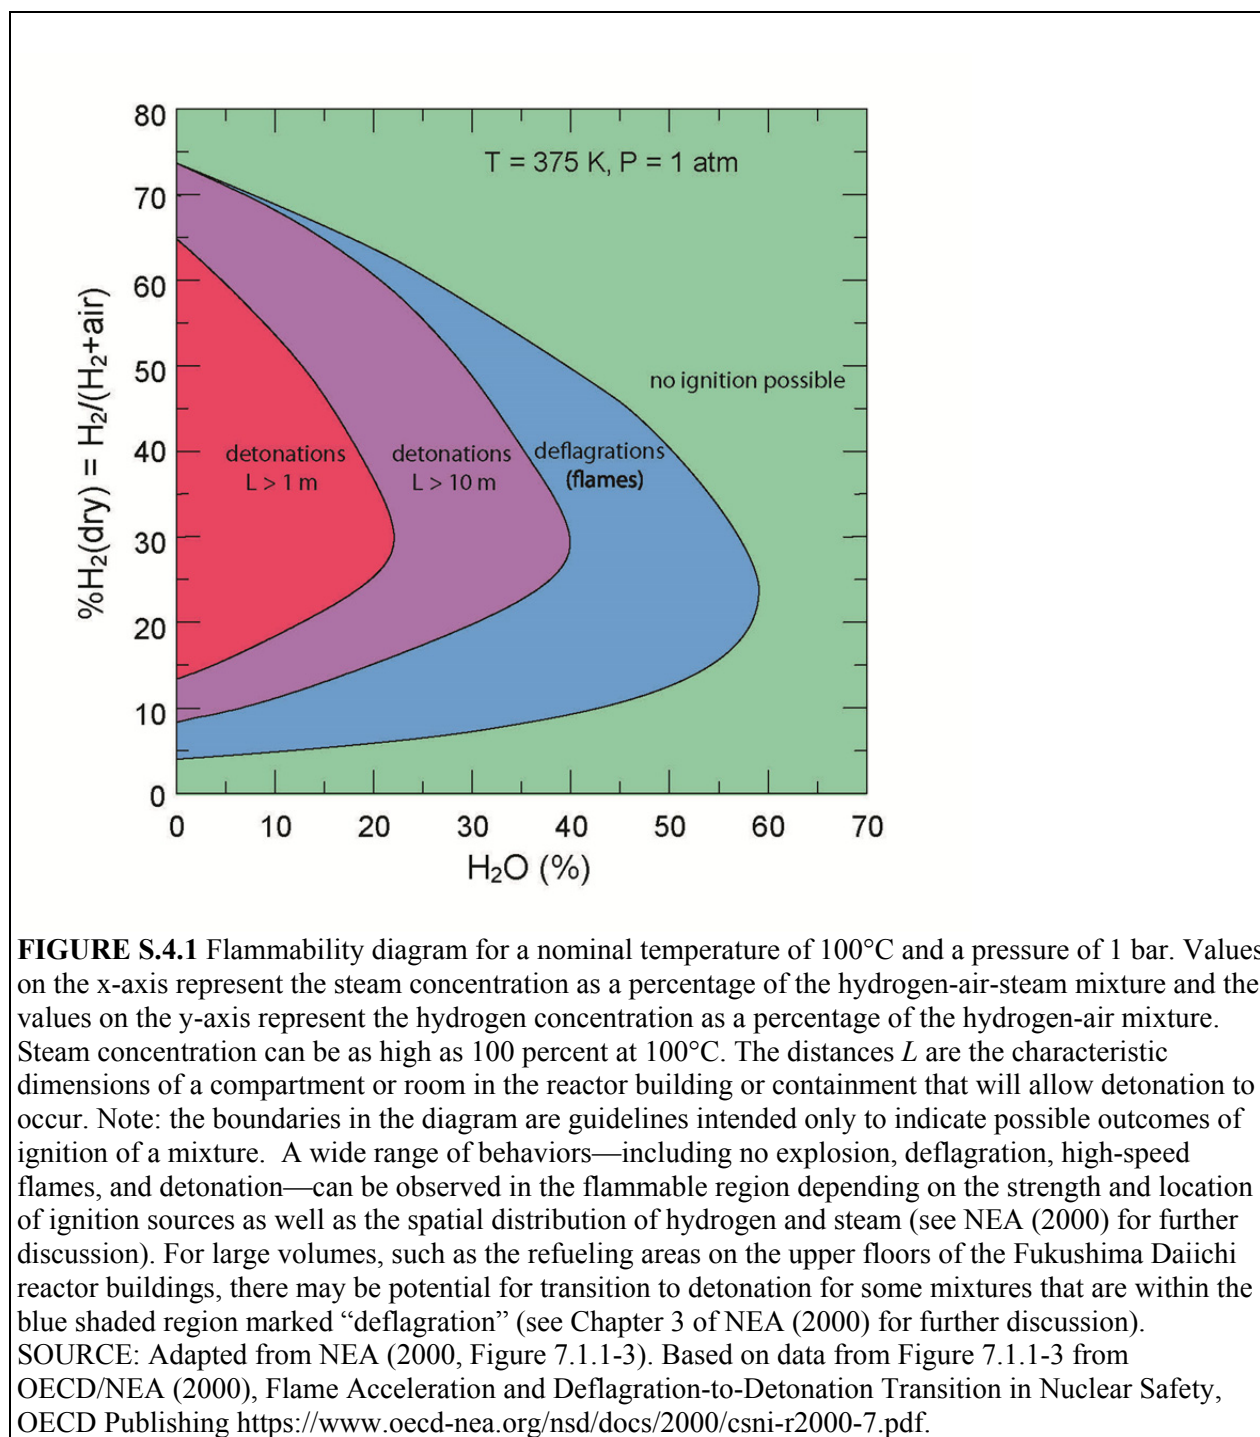 80
T = 375 K, P = 1 atm
70
60
50
no ignition possible
%H₂(dry) = H₂/(H₂+air)
40
detonations
L > 1 m
detonations
L > 10 m
deflagrations
(flames)
30
20
10
0
0 10 20 30 40 50 60 70
H₂O (%)
FIGURE S.4.1 Flammability diagram for a nominal temperature of 100°C and a pressure of 1 bar. Values
on the x-axis represent the steam concentration as a percentage of the hydrogen-air-steam mixture and the
values on the y-axis represent the hydrogen concentration as a percentage of the hydrogen-air mixture.
Steam concentration can be as high as 100 percent at 100°C. The distances L are the characteristic
dimensions of a compartment or room in the reactor building or containment that will allow detonation to
occur. Note: the boundaries in the diagram are guidelines intended only to indicate possible outcomes of
ignition of a mixture.  A wide range of behaviors—including no explosion, deflagration, high-speed
flames, and detonation—can be observed in the flammable region depending on the strength and location
of ignition sources as well as the spatial distribution of hydrogen and steam (see NEA (2000) for further
discussion). For large volumes, such as the refueling areas on the upper floors of the Fukushima Daiichi
reactor buildings, there may be potential for transition to detonation for some mixtures that are within the
blue shaded region marked “deflagration” (see Chapter 3 of NEA (2000) for further discussion).
SOURCE: Adapted from NEA (2000, Figure 7.1.1-3). Based on data from Figure 7.1.1-3 from
OECD/NEA (2000), Flame Acceleration and Deflagration-to-Detonation Transition in Nuclear Safety,
OECD Publishing https://www.oecd-nea.org/nsd/docs/2000/csni-r2000-7.pdf.